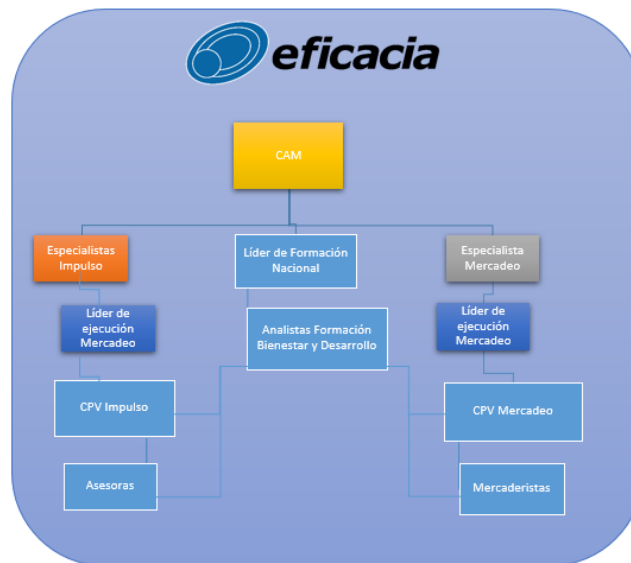 eficacia
CAM
Especialistas
Impulso
Líder de Formación
Nacional
Especialista
Mercadeo
Líder de
ejecución
Mercadeo
Analistas Formación
Bienestar y Desarrollo
Líder de
ejecución
Mercadeo
CPV Impulso
CPV Mercadeo
Asesoras
Mercaderistas